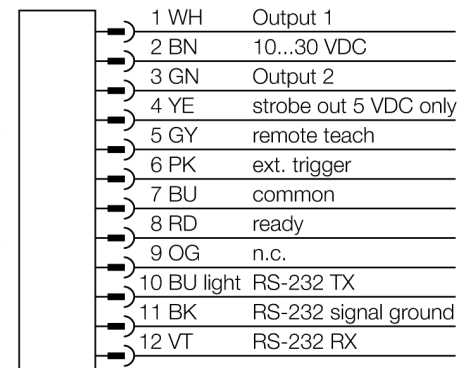 1 WH Output 1
2 BN 10...30 VDC
3 GN Output 2
4 YE strobe out 5 VDC only
5 GY remote teach
6 PK ext. trigger
7 BU common
8 RD ready
9 OG n.c.
10 BU light RS-232 TX
11 BK RS-232 signal ground
12 VT RS-232 RX